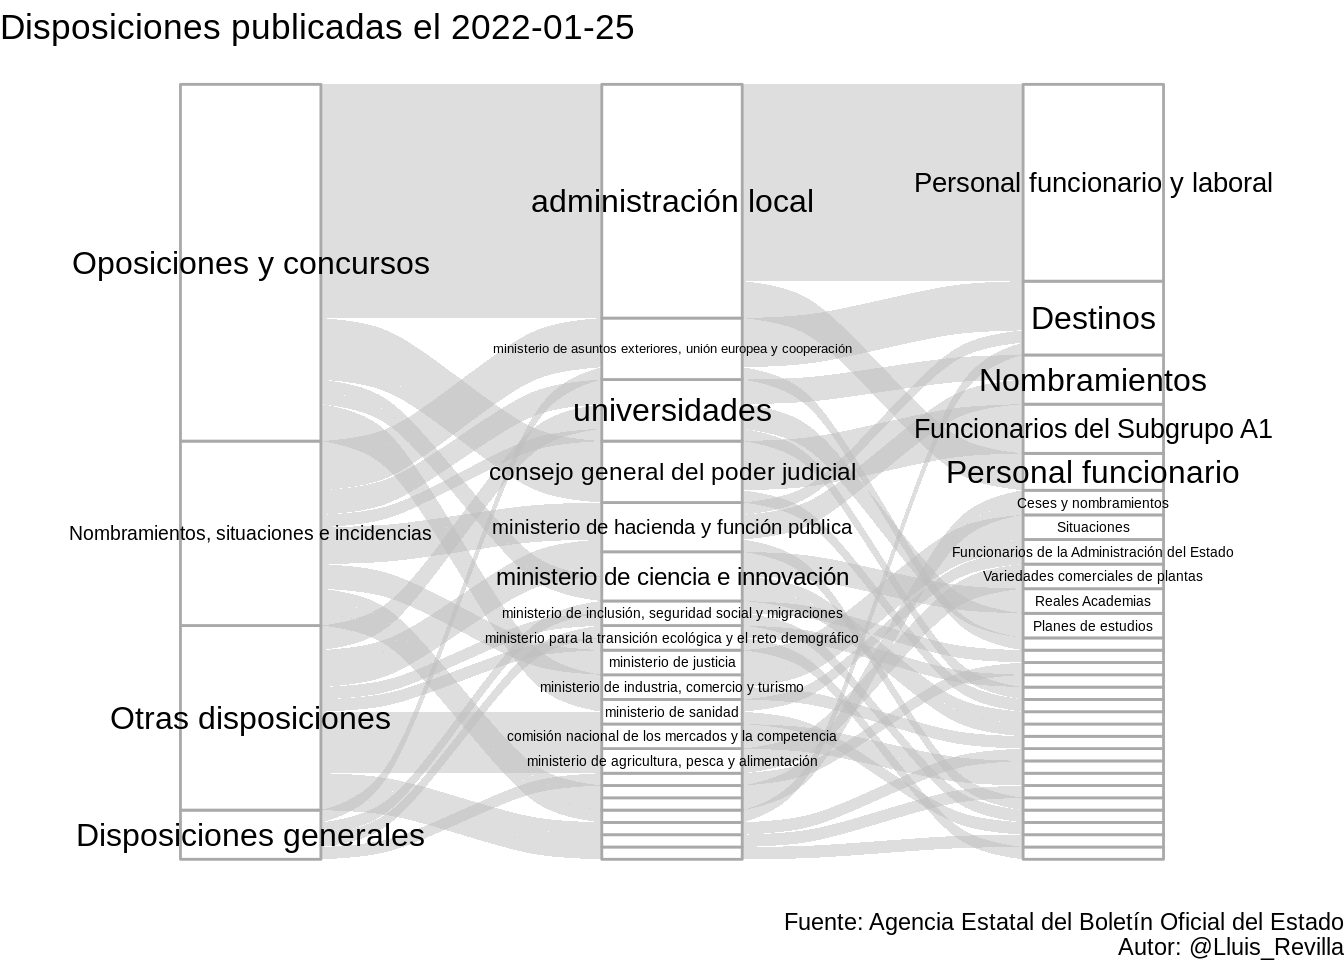 Disposiciones publicadas el 2022-01-25
Oposiciones y concursos
Nombramientos, situaciones e incidencias
Otras disposiciones
Disposiciones generales
administración local
ministerio de asuntos exteriores, unión europea y cooperación
universidades
consejo general del poder judicial
ministerio de hacienda y función pública
ministerio de ciencia e innovación
ministerio de inclusión, seguridad social y migraciones
ministerio para la transición ecológica y el reto demográfico
ministerio de justicia
ministerio de industria, comercio y turismo
ministerio de sanidad
comisión nacional de los mercados y la competencia
ministerio de agricultura, pesca y alimentación
Personal funcionario y laboral
Destinos
Nombramientos
Funcionarios del Subgrupo A1
Personal funcionario
Ceses y nombramientos
Situaciones
Funcionarios de la Administración del Estado
Variedades comerciales de plantas
Reales Academias
Planes de estudios
Fuente: Agencia Estatal del Boletín Oficial del Estado
Autor: @Lluis_Revilla